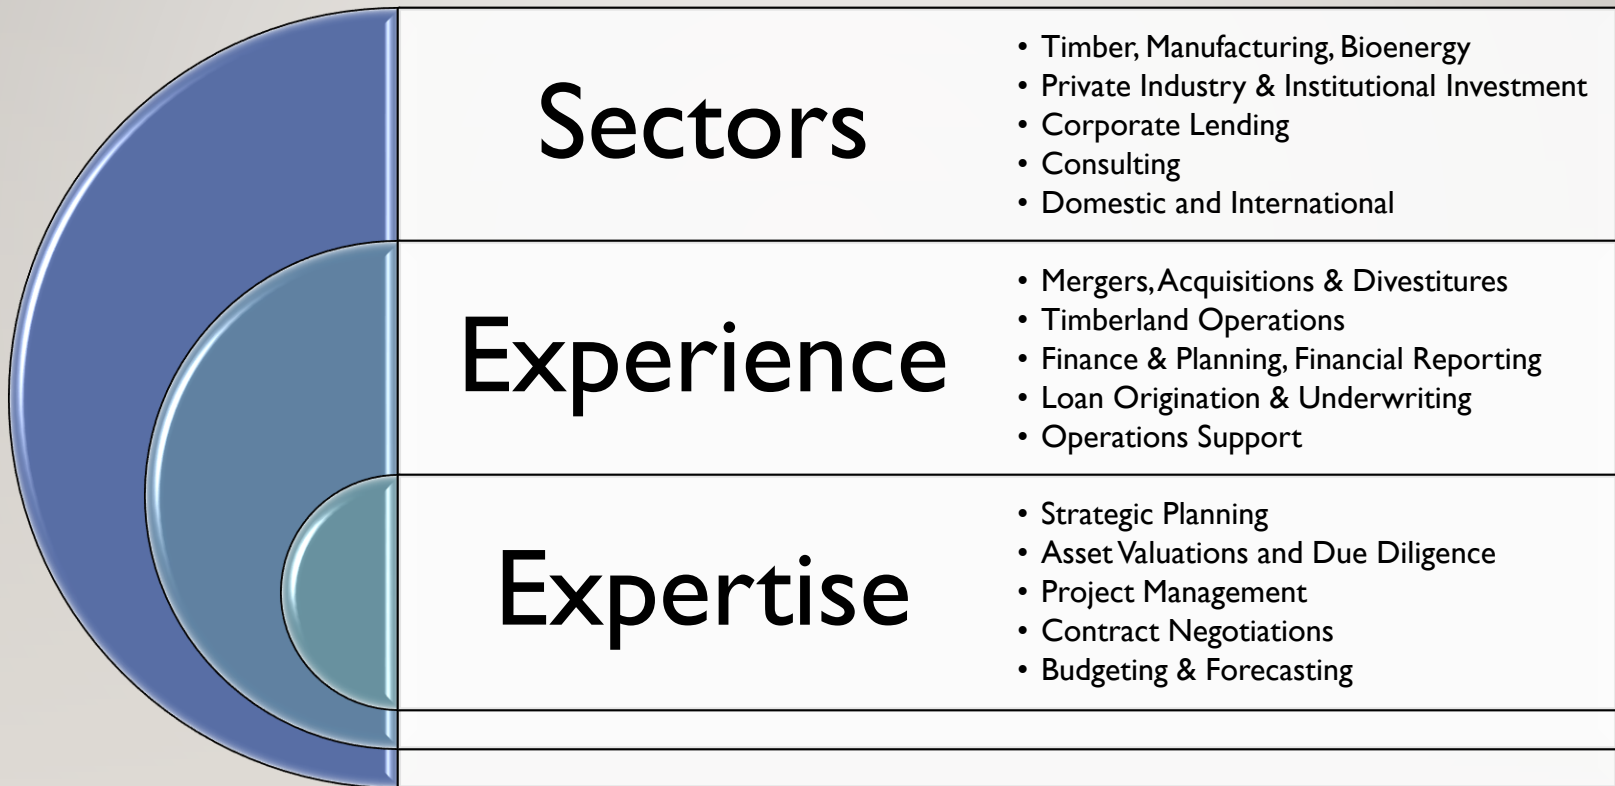 Sectors
• Timber, Manufacturing, Bioenergy
• Private Industry & Institutional Investment
• Corporate Lending
• Consulting
• Domestic and International
Experience
• Mergers, Acquisitions & Divestitures
• Timberland Operations
• Finance & Planning, Financial Reporting
• Loan Origination & Underwriting
• Operations Support
Expertise
• Strategic Planning
• Asset Valuations and Due Diligence
• Project Management
• Contract Negotiations
• Budgeting & Forecasting